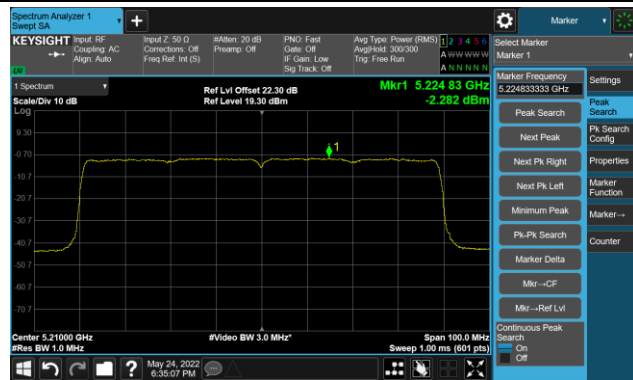 Spectrum Analyzer 1
Swept SA
Marker
KEYSIGHT
Input: RF
Coupling: AC
Align: Auto
Input Z: 50 Ω
Corrections: Off
Freq Ref: Int (S)
#Atten: 20 dB
Preamp: Off
PNO: Fast
Gate: Off
IF Gain: Low
Sig Track: Off
Avg Type: Power (RMS)
Avg|Hold: 300/300
Trig: Free Run
1 2 3 4 5 6
A W W W W W
A N N N N N
LXI
1 Spectrum
Scale/Div 10 dB
Ref Lvl Offset 22.30 dB
Ref Level 19.30 dBm
Mkr1 5.224 83 GHz
-2.282 dBm
Log
9.30
-0.70
-10.7
-20.7
-30.7
-40.7
-50.7
-60.7
-70.7
1
Center 5.21000 GHz
#Res BW 1.0 MHz
#Video BW 3.0 MHz*
Span 100.0 MHz
Sweep 1.00 ms (601 pts)
May 24, 2022
6:35:07 PM
Select Marker
Marker 1
Marker Frequency
5.224833333 GHz
Peak Search
Next Peak
Next Pk Right
Next Pk Left
Minimum Peak
Pk-Pk Search
Marker Delta
Mkr→CF
Mkr→Ref Lvl
Continuous Peak
Search
On
Off
Settings
Peak
Search
Pk Search
Config
Properties
Marker
Function
Marker→
Counter